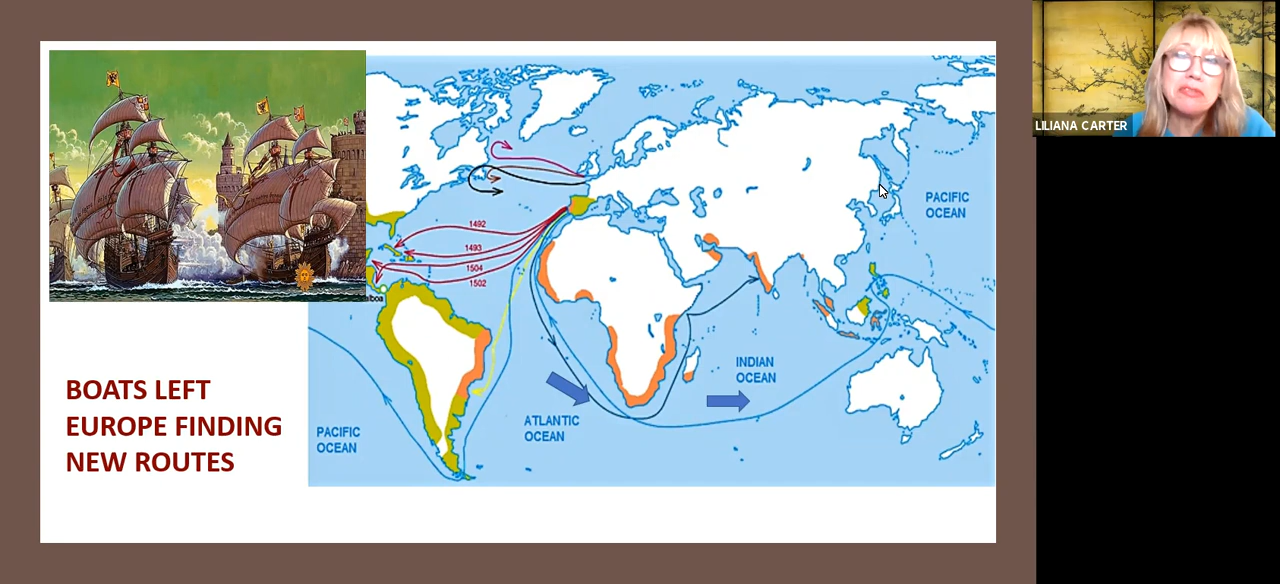 LILIANA CARTER
1492
1493
1504
1502
PACIFIC
OCEAN
INDIAN
OCEAN
ATLANTIC
OCEAN
PACIFIC
OCEAN
BOATS LEFT
EUROPE FINDING
NEW ROUTES